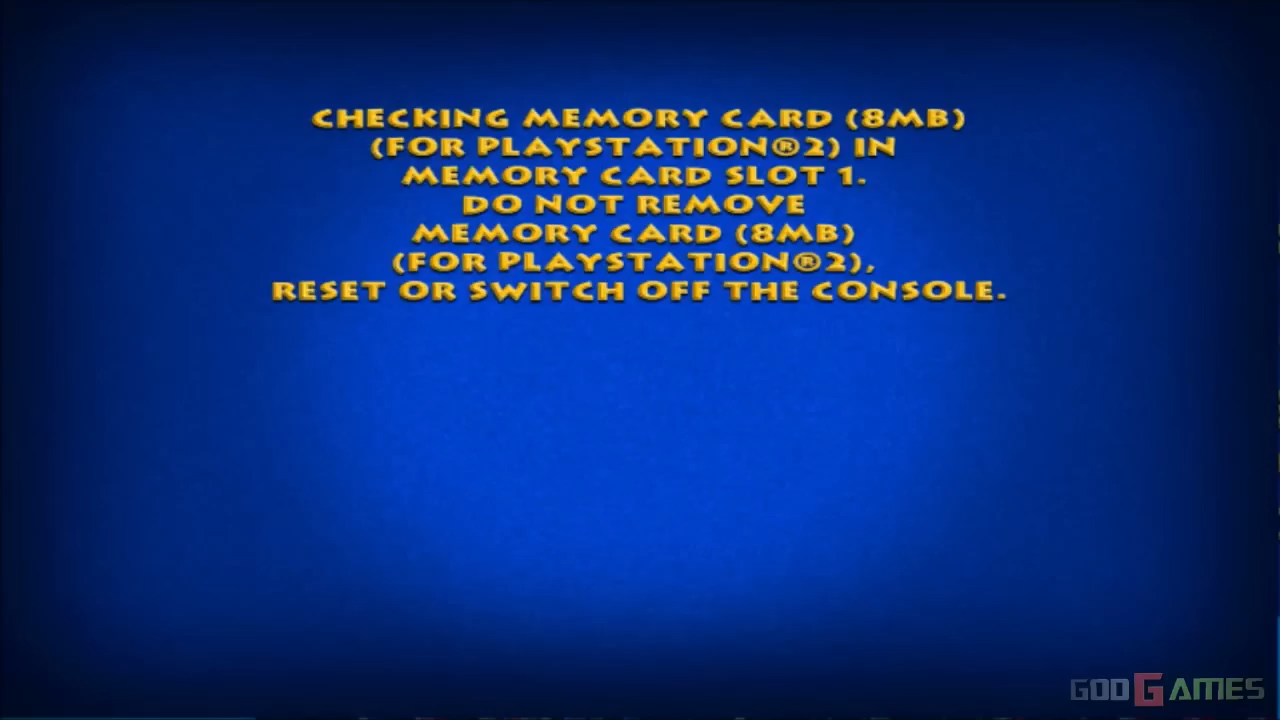 CHECKING MEMORY CARD (8MB)
(FOR PLAYSTATION®2) IN
MEMORY CARD SLOT 1.
DO NOT REMOVE
MEMORY CARD (8MB)
(FOR PLAYSTATION®2),
RESET OR SWITCH OFF THE CONSOLE.
GODGAMES